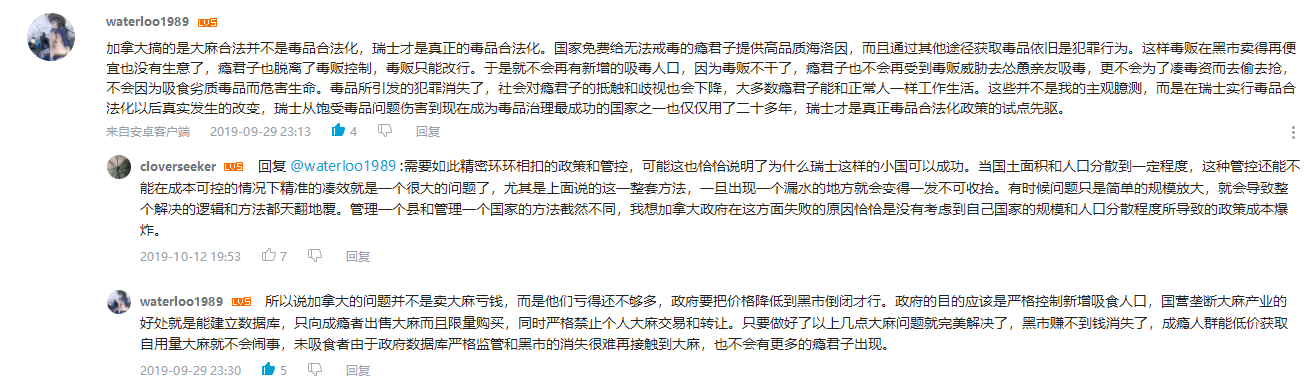 waterloo1989 LV5
加拿大搞的是大麻合法并不是毒品合法化，瑞士才是真正的毒品合法化。国家免费给无法戒毒的瘾君子提供高品质海洛因，而且通过其他途径获取毒品依旧是犯罪行为。这样毒贩在黑市卖得再便
宜也没有生意了，瘾君子也脱离了毒贩控制，毒贩只能改行。于是就不会再有新增的吸毒人口，因为毒贩不干了，瘾君子也不会再受到毒贩威胁去怂恿亲友吸毒，更不会为了凑毒资而去偷去抢，
不会因为吸食劣质毒品而危害生命。毒品所引发的犯罪消失了，社会对瘾君子的抵触和歧视也会下降，大多数瘾君子能和正常人一样工作生活。这些并不是我的主观臆测，而是在瑞士实行毒品合
法化以后真实发生的改变，瑞士从饱受毒品问题伤害到现在成为毒品治理最成功的国家之一也仅仅用了二十多年，瑞士才是真正毒品合法化政策的试点先驱。
来自安卓客户端 2019-09-29 23:13 4 回复
cloverseeker LV5 回复 @waterloo1989 :需要如此精密环环相扣的政策和管控，可能这也恰恰说明了为什么瑞士这样的小国可以成功。当国土面积和人口分散到一定程度，这种管控还能不
能在成本可控的情况下精准的凑效就是一个很大的问题了，尤其是上面说的这一整套方法，一旦出现一个漏水的地方就会变得一发不可收拾。有时候问题只是简单的规模放大，就会导致整
个解决的逻辑和方法都天翻地覆。管理一个县和管理一个国家的方法截然不同，我想加拿大政府在这方面失败的原因恰恰是没有考虑到自己国家的规模和人口分散程度所导致的政策成本爆
炸。
2019-10-12 19:53 7 回复
waterloo1989 LV5 所以说加拿大的问题并不是卖大麻亏钱，而是他们亏得还不够多，政府要把价格降低到黑市倒闭才行。政府的目的应该是严格控制新增吸食人口，国营垄断大麻产业的
好处就是能建立数据库，只向成瘾者出售大麻而且限量购买，同时严格禁止个人大麻交易和转让。只要做好了以上几点大麻问题就完美解决了，黑市赚不到钱消失了，成瘾人群能低价获取
自用量大麻就不会闹事，未吸食者由于政府数据库严格监管和黑市的消失很难再接触到大麻，也不会有更多的瘾君子出现。
2019-09-29 23:30 5 回复